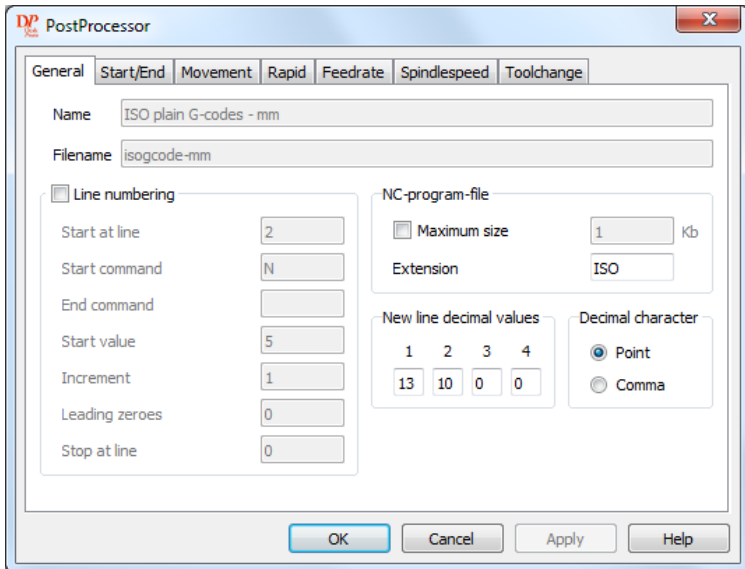 DP PostProcessor
General Start/End Movement Rapid Feedrate Spindlespeed Toolchange
Name ISO plain G-codes - mm
Filename isogcode-mm
Line numbering
Start at line 2
Start command N
End command
Start value 5
Increment 1
Leading zeroes 0
Stop at line 0
NC-program-file
Maximum size 1 Kb
Extension ISO
New line decimal values
1 2 3 4
13 10 0 0
Decimal character
Point
Comma
OK Cancel Apply Help